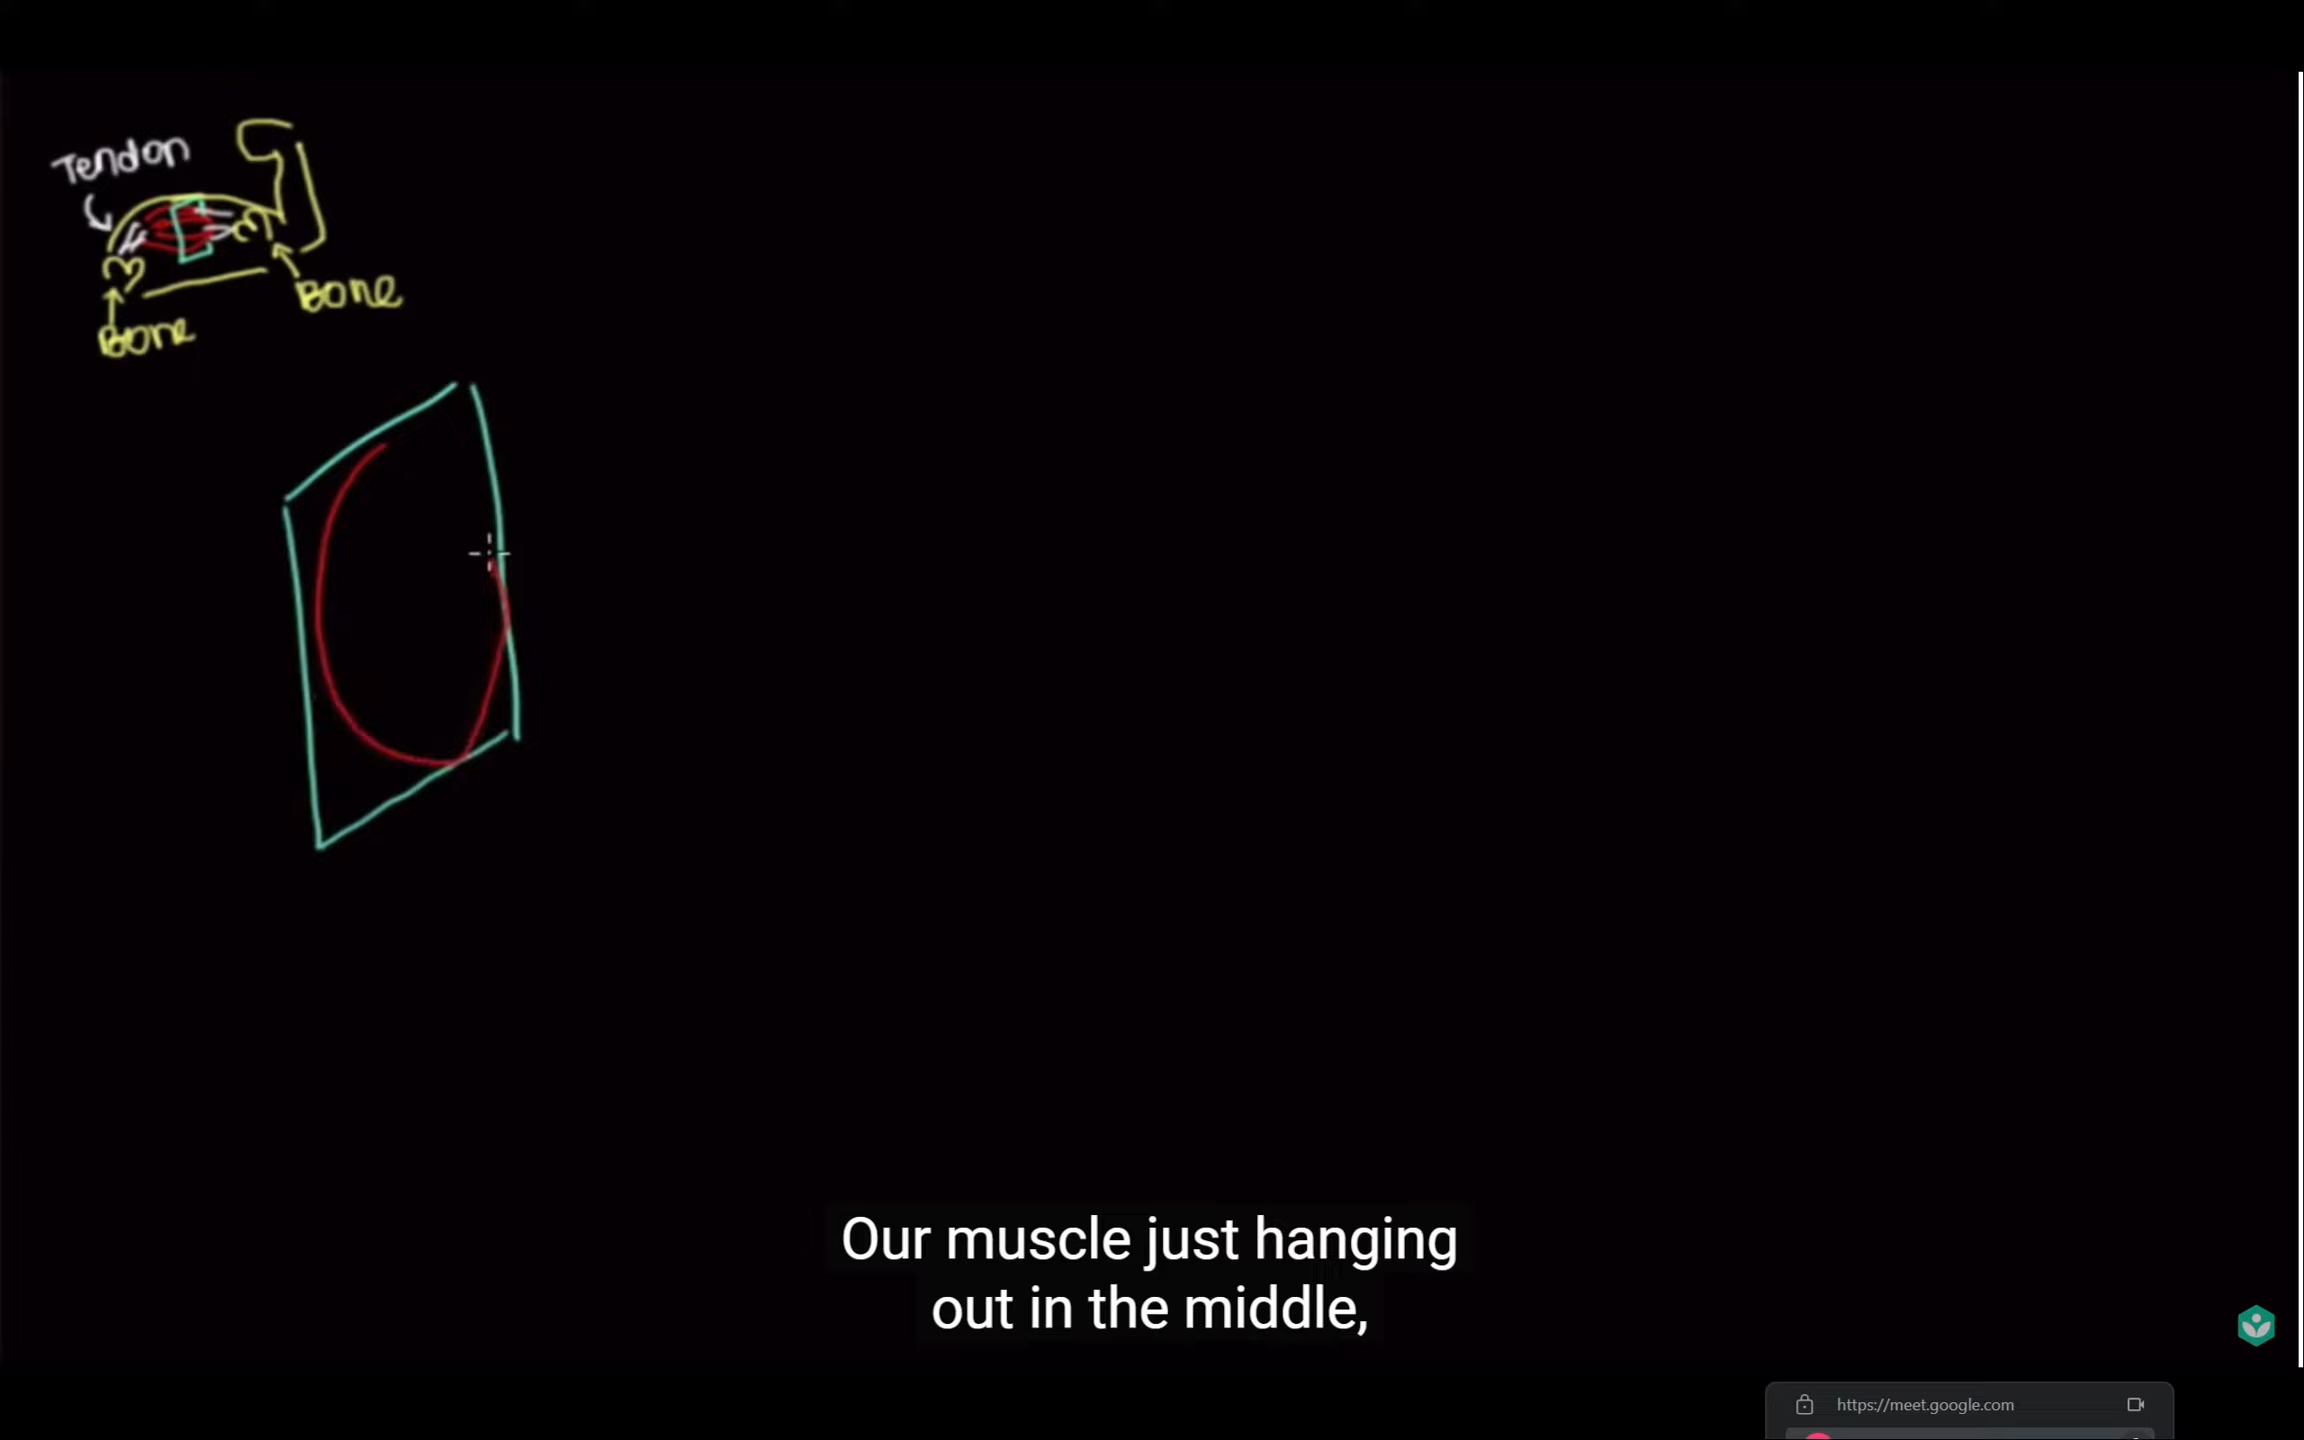 Tendon
Bone
Bone
Our muscle just hanging
out in the middle,
https://meet.google.com